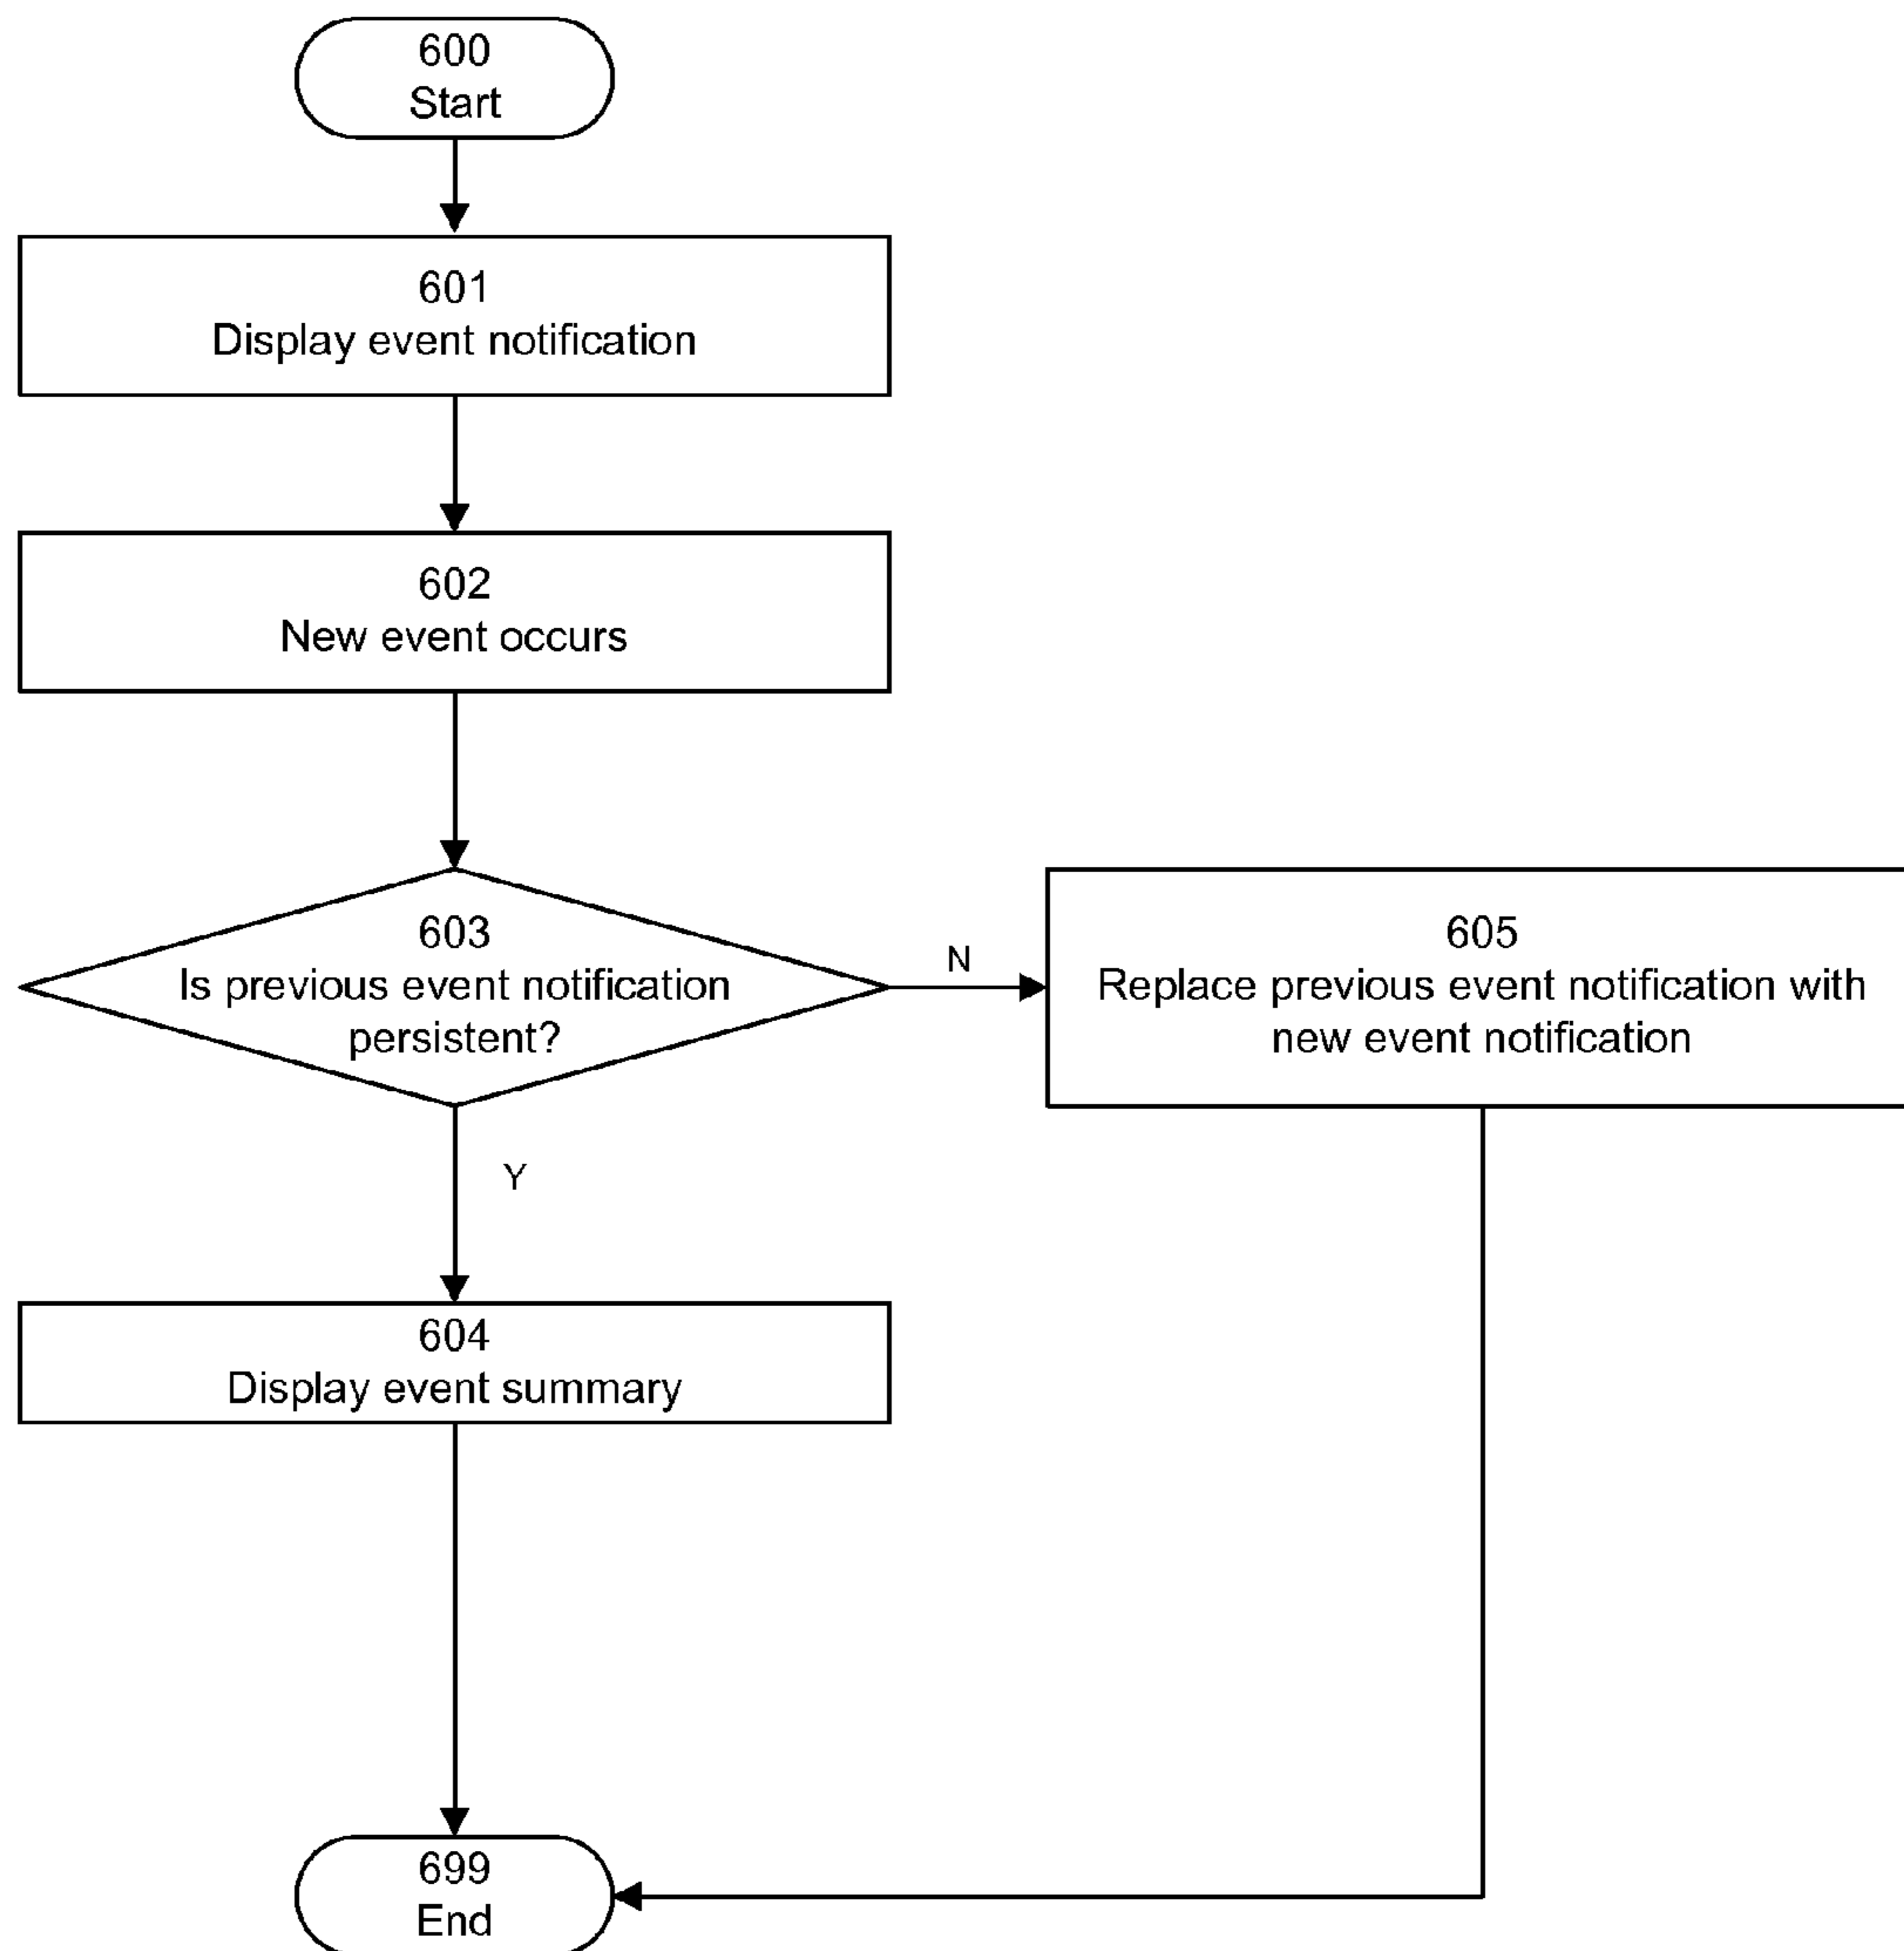 600
Start
601
Display event notification
602
New event occurs
603
Is previous event notification
persistent?
N
605
Replace previous event notification with
new event notification
Y
604
Display event summary
699
End